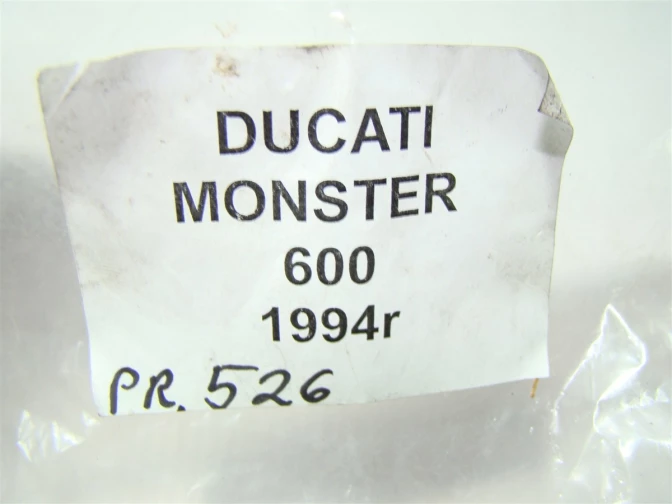 DUCATI
MONSTER
600
1994r
PR. 526